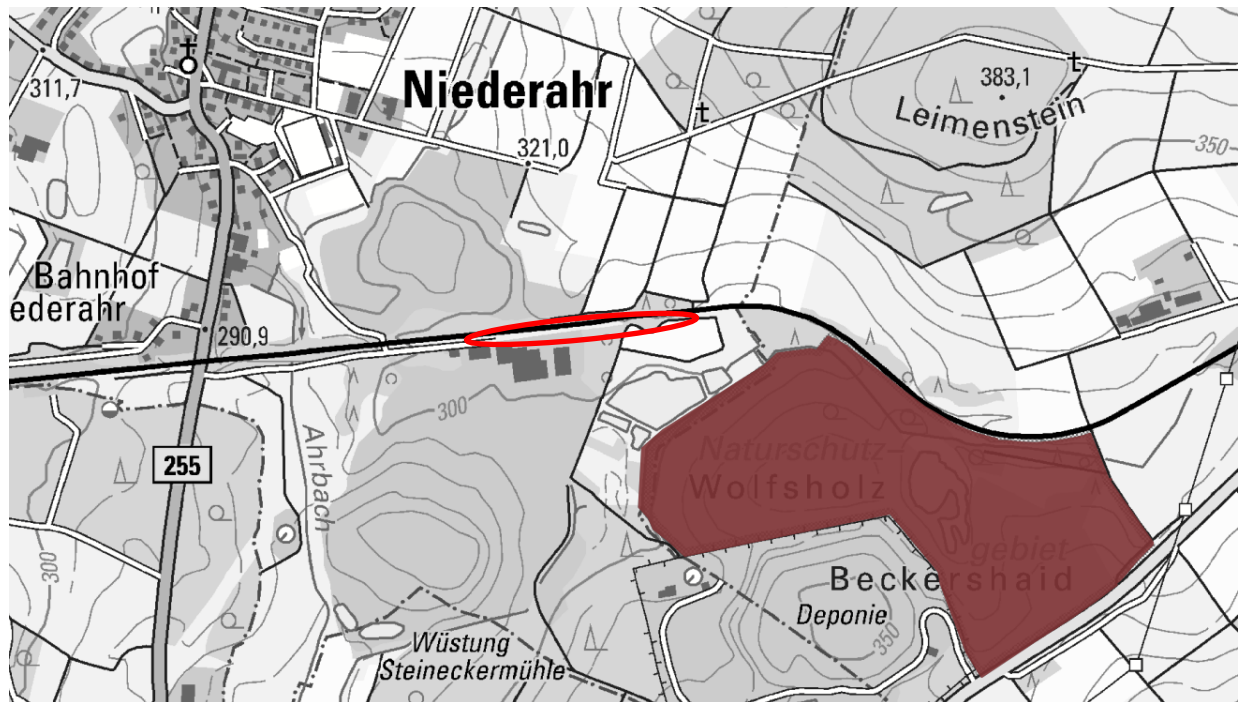 311,7
Niederahr
321,0
383,1
Leimenstein
350
Bahnhof
ederahr
290,9
300
255
Ahrbach
Naturschutz
Wolfsholz
gebiet
Beckershaid
300
Deponie
350
Wüstung
Steineckermühle